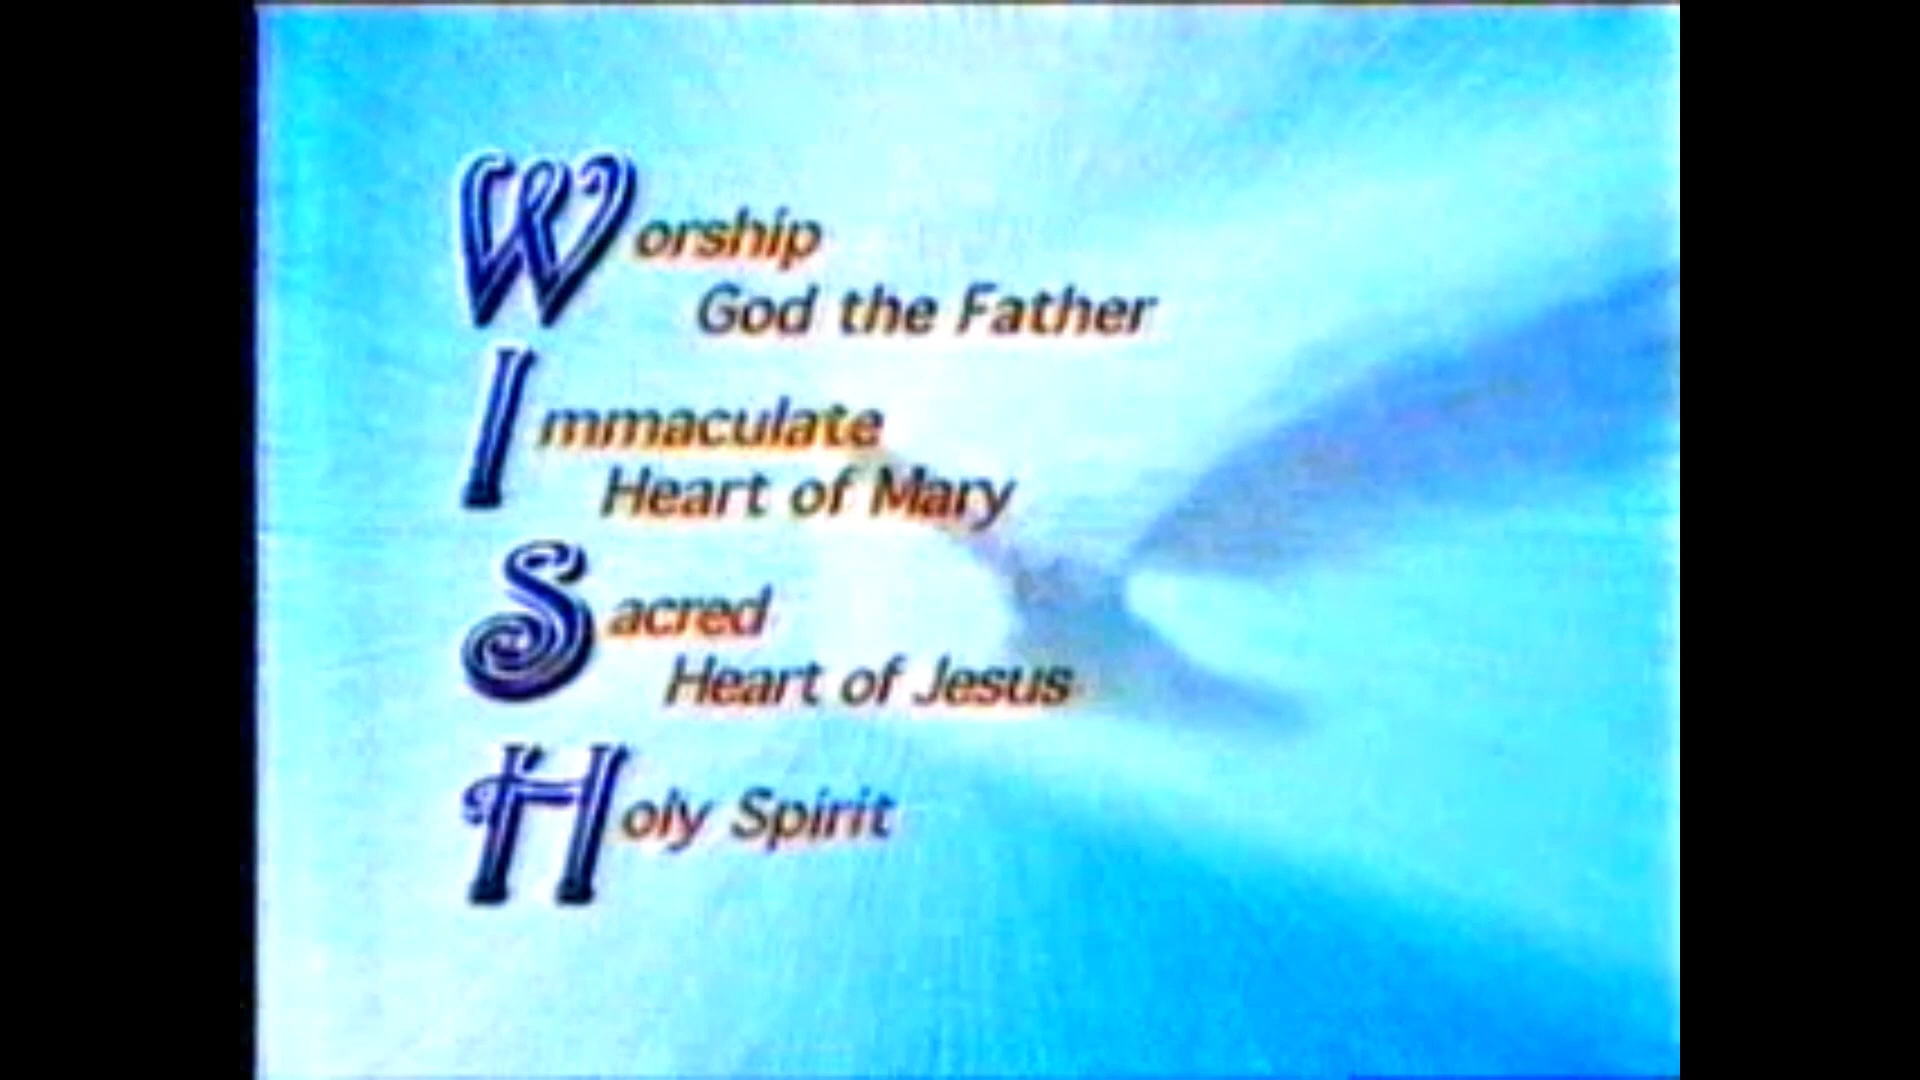 Worship
God the Father
Immaculate
Heart of Mary
Sacred
Heart of Jesus
Holy Spirit